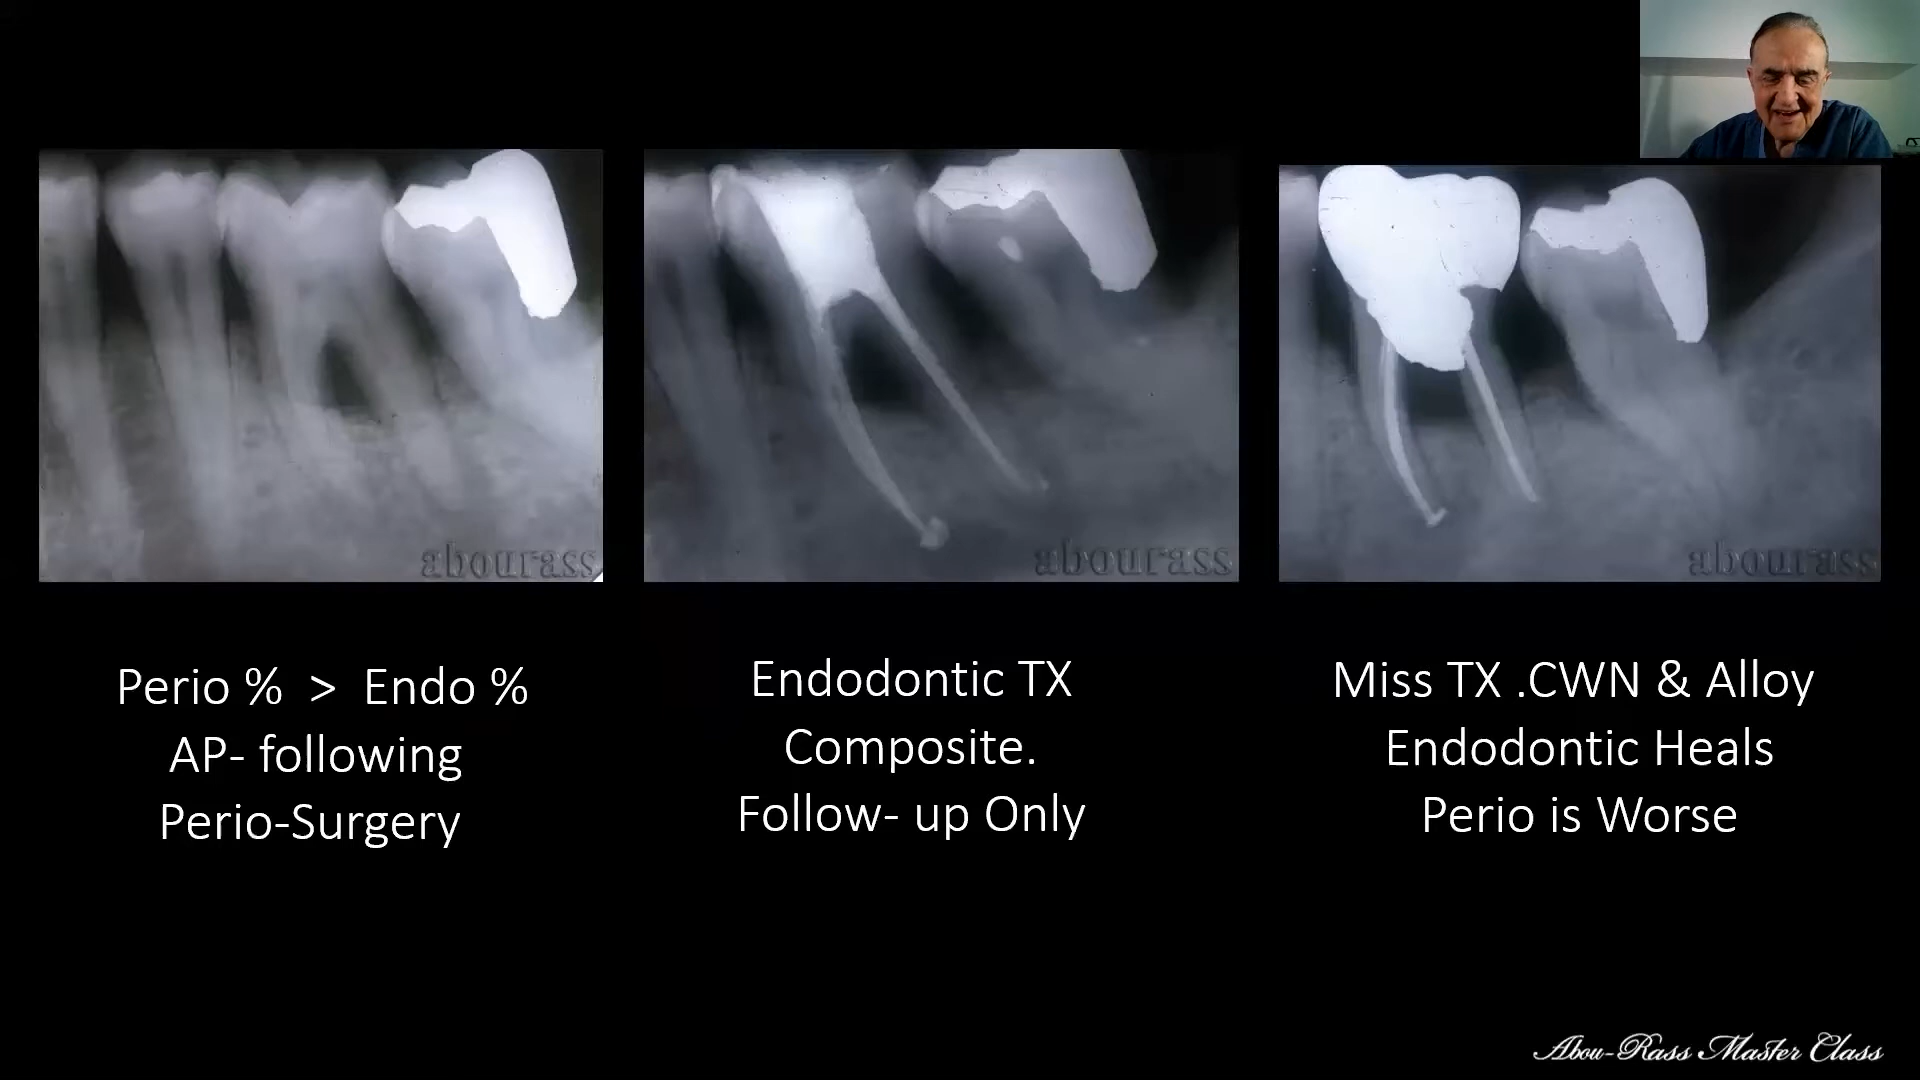 abourass
abourass
abourass
Perio % > Endo %
AP- following
Perio-Surgery
Endodontic TX
Composite.
Follow- up Only
Miss TX .CWN & Alloy
Endodontic Heals
Perio is Worse
Abou-Rass Master Class